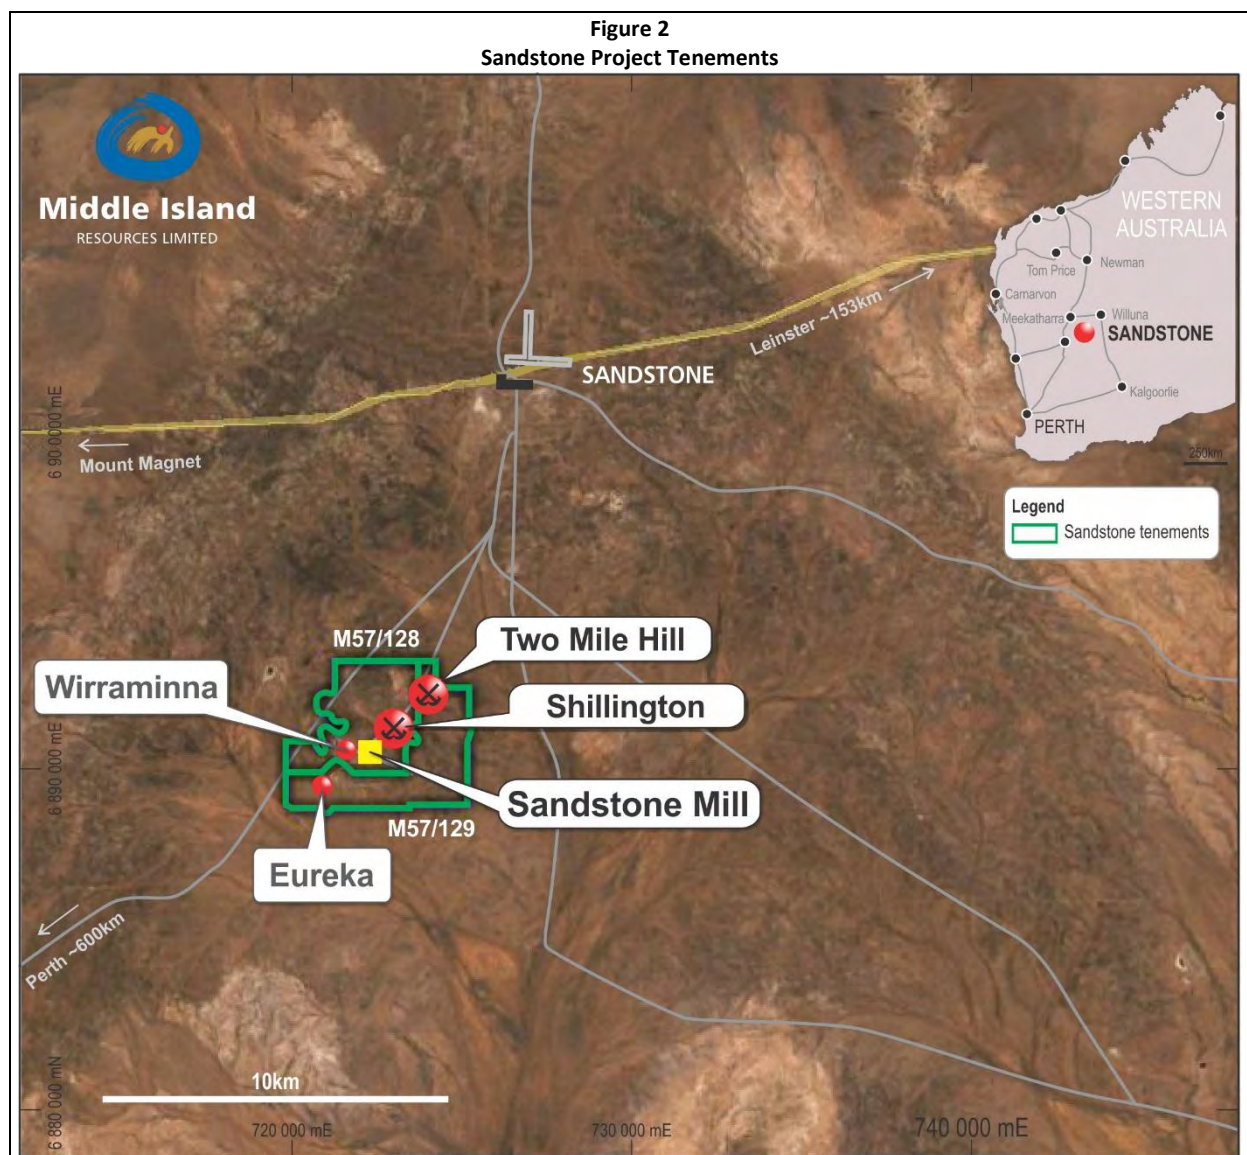 Figure 2
Sandstone Project Tenements
Middle Island
RESOURCES LIMITED
WESTERN
AUSTRALIA
Tom Price
Newman
Carnarvon
Meekatharra
Willuna
SANDSTONE
Kalgoorlie
PERTH
250km
Leinster ~153km
SANDSTONE
Mount Magnet
6 90 0000 mE
Legend
Sandstone tenements
M57/128
Two Mile Hill
Wirraminna
Shillington
6 890 000 mE
Sandstone Mill
M57/129
Eureka
Perth ~600km
10km
6 880 000 mN
720 000 mE
730 000 mE
740 000 mE